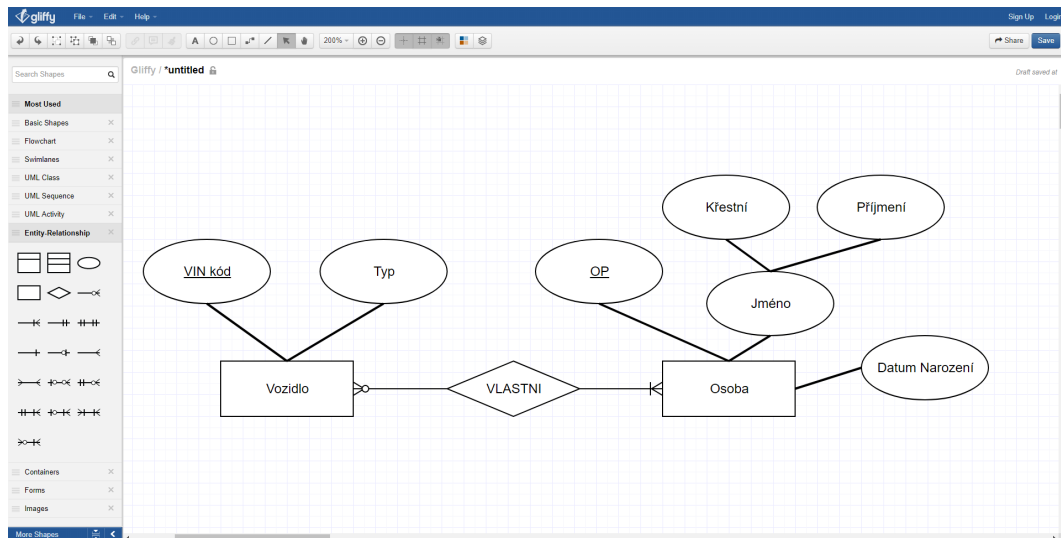 gliffy File Edit Help Sign Up Login
A 200% Share Save
Search Shapes
Gliffy / *untitled
Draft saved at
Most Used
Basic Shapes
Flowchart
Swimlanes
UML Class
UML Sequence
UML Activity
Entity-Relationship
Containers
Forms
Images
More Shapes
Křestní Příjmení
VIN kód Typ OP
Jméno
Datum Narození
Vozidlo VLASTNI Osoba